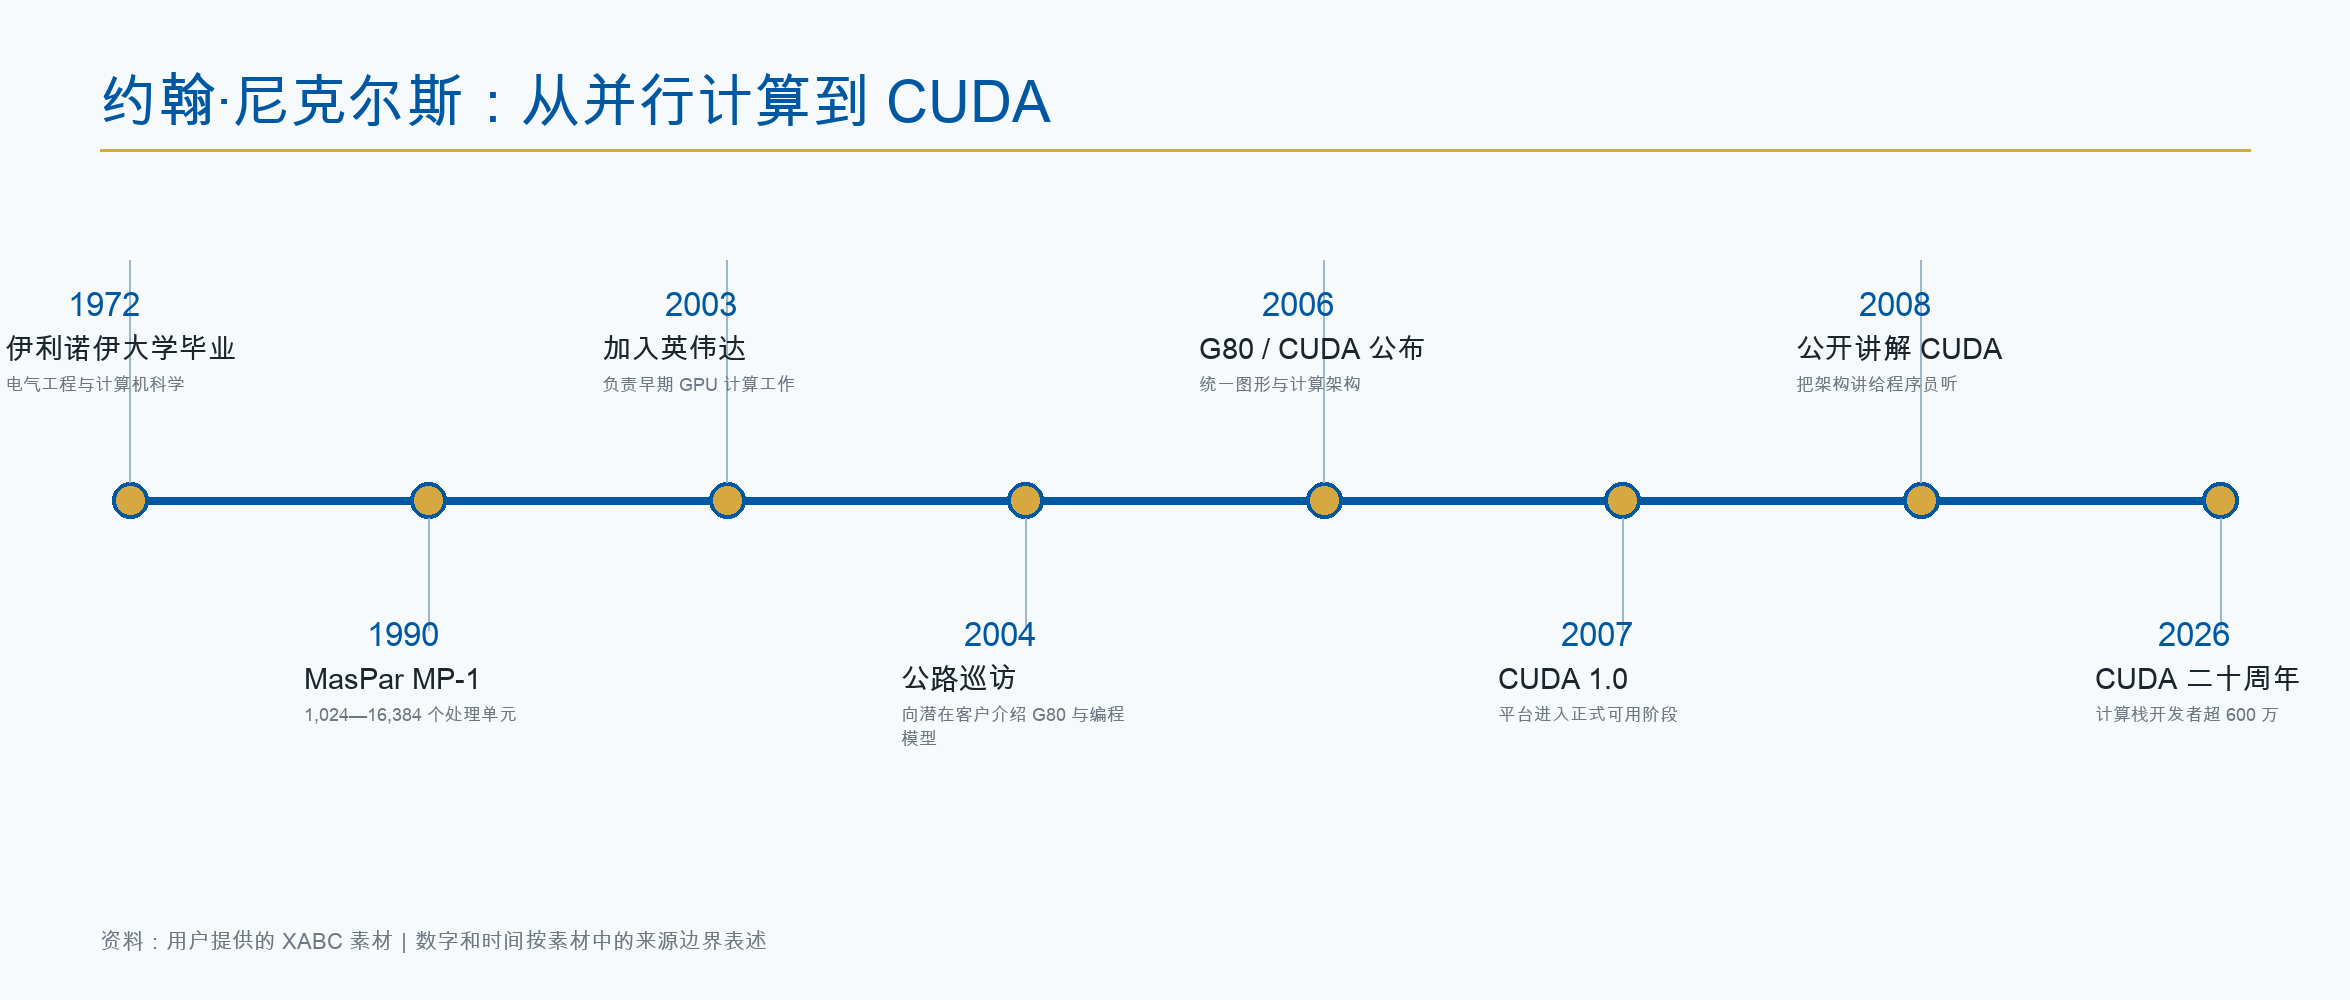 约翰·尼克尔斯：从并行计算到 CUDA
1972
伊利诺伊大学毕业
电气工程与计算机科学
2003
加入英伟达
负责早期 GPU 计算工作
2006
G80 / CUDA 公布
统一图形与计算架构
2008
公开讲解 CUDA
把架构讲给程序员听
1990
MasPar MP-1
1,024—16,384 个处理单元
2004
公路巡访
向潜在客户介绍 G80 与编程
模型
2007
CUDA 1.0
平台进入正式可用阶段
2026
CUDA 二十周年
计算栈开发者超 600 万
资料：用户提供的 XABC 素材 | 数字和时间按素材中的来源边界表述